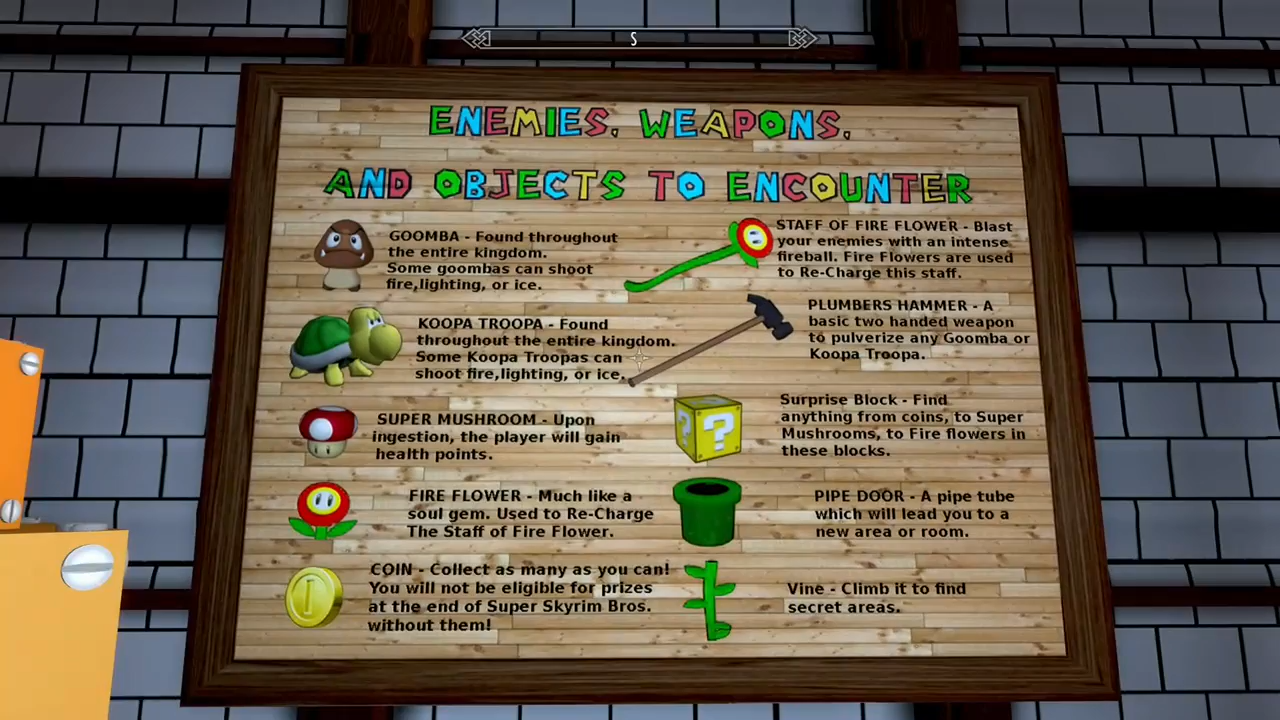 S
ENEMIES, WEAPONS,
AND OBJECTS TO ENCOUNTER
GOOMBA - Found throughout
the entire kingdom.
Some goombas can shoot
fire,lighting, or ice.
KOOPA TROOPA - Found
throughout the entire kingdom.
Some Koopa Troopas can
shoot fire,lighting, or ice.
SUPER MUSHROOM - Upon
ingestion, the player will gain
health points.
FIRE FLOWER - Much like a
soul gem. Used to Re-Charge
The Staff of Fire Flower.
COIN - Collect as many as you can!
You will not be eligible for prizes
at the end of Super Skyrim Bros.
without them!
STAFF OF FIRE FLOWER - Blast
your enemies with an intense
fireball. Fire Flowers are used
to Re-Charge this staff.
PLUMBERS HAMMER - A
basic two handed weapon
to pulverize any Goomba or
Koopa Troopa.
Surprise Block - Find
anything from coins, to Super
Mushrooms, to Fire flowers in
these blocks.
? ?
PIPE DOOR - A pipe tube
which will lead you to a
new area or room.
Vine - Climb it to find
secret areas.